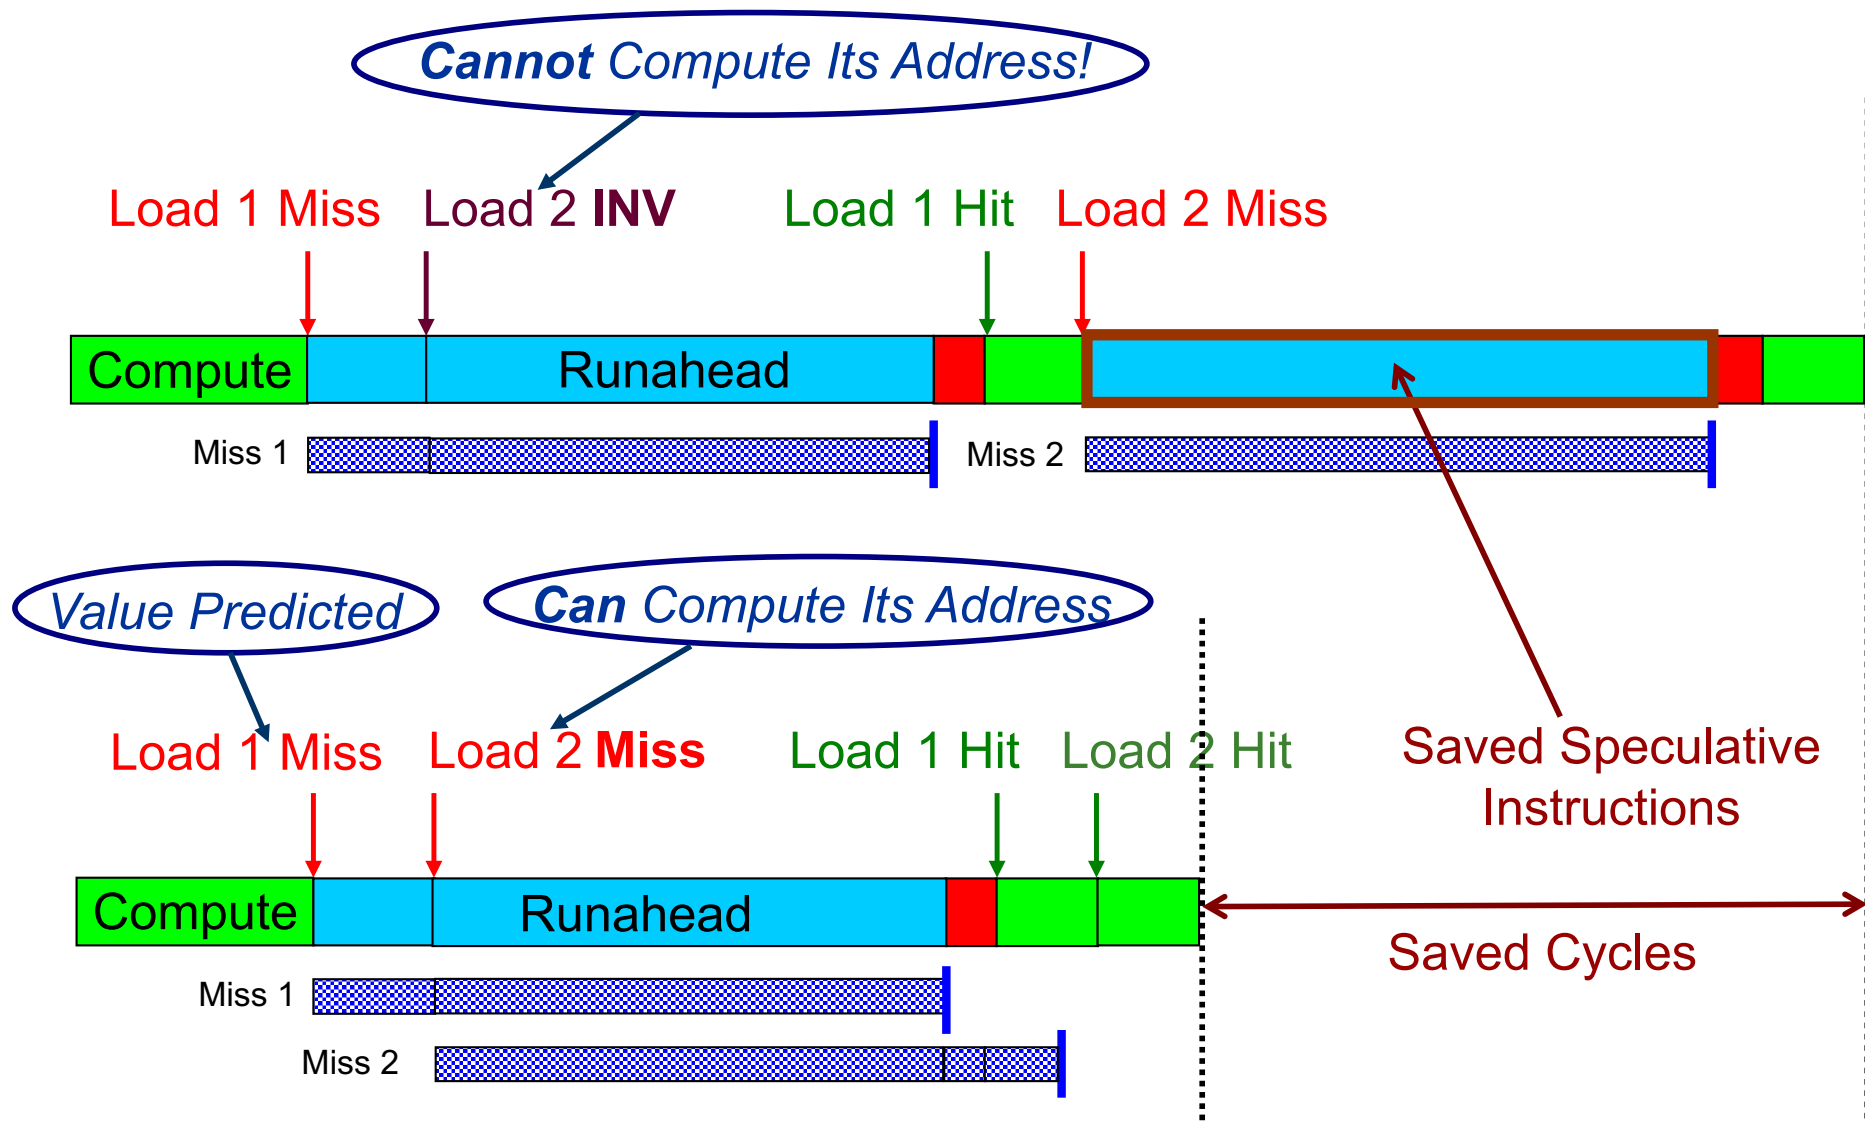 Cannot Compute Its Address!
Load 1 Miss Load 2 INV Load 1 Hit Load 2 Miss
Compute Runahead
Miss 1 Miss 2
Value Predicted Can Compute Its Address
Load 1 Miss Load 2 Miss Load 1 Hit Load 2 Hit
Saved Speculative
Instructions
Compute Runahead
Saved Cycles
Miss 1
Miss 2